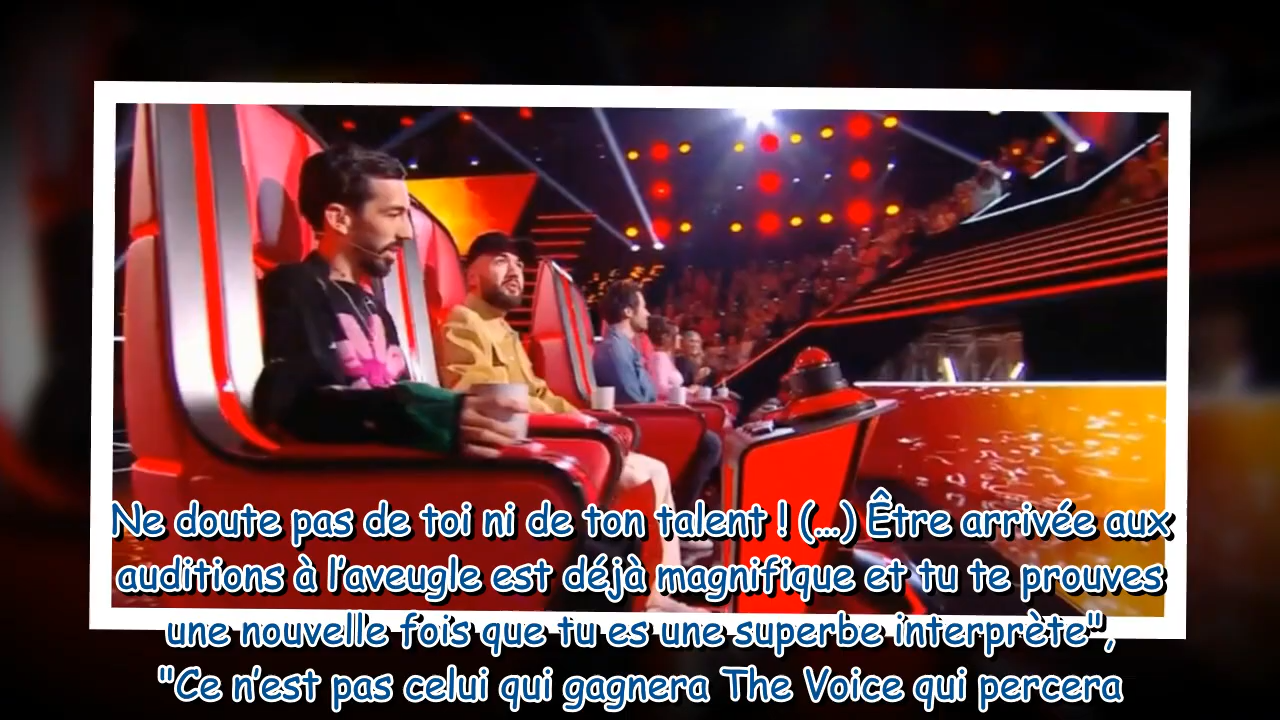 Ne doute pas de toi ni de ton talent ! (...) Être arrivée aux
auditions à l'aveugle est déjà magnifique et tu te prouves
une nouvelle fois que tu es une superbe interprète",
"Ce n'est pas celui qui gagnera The Voice qui percera